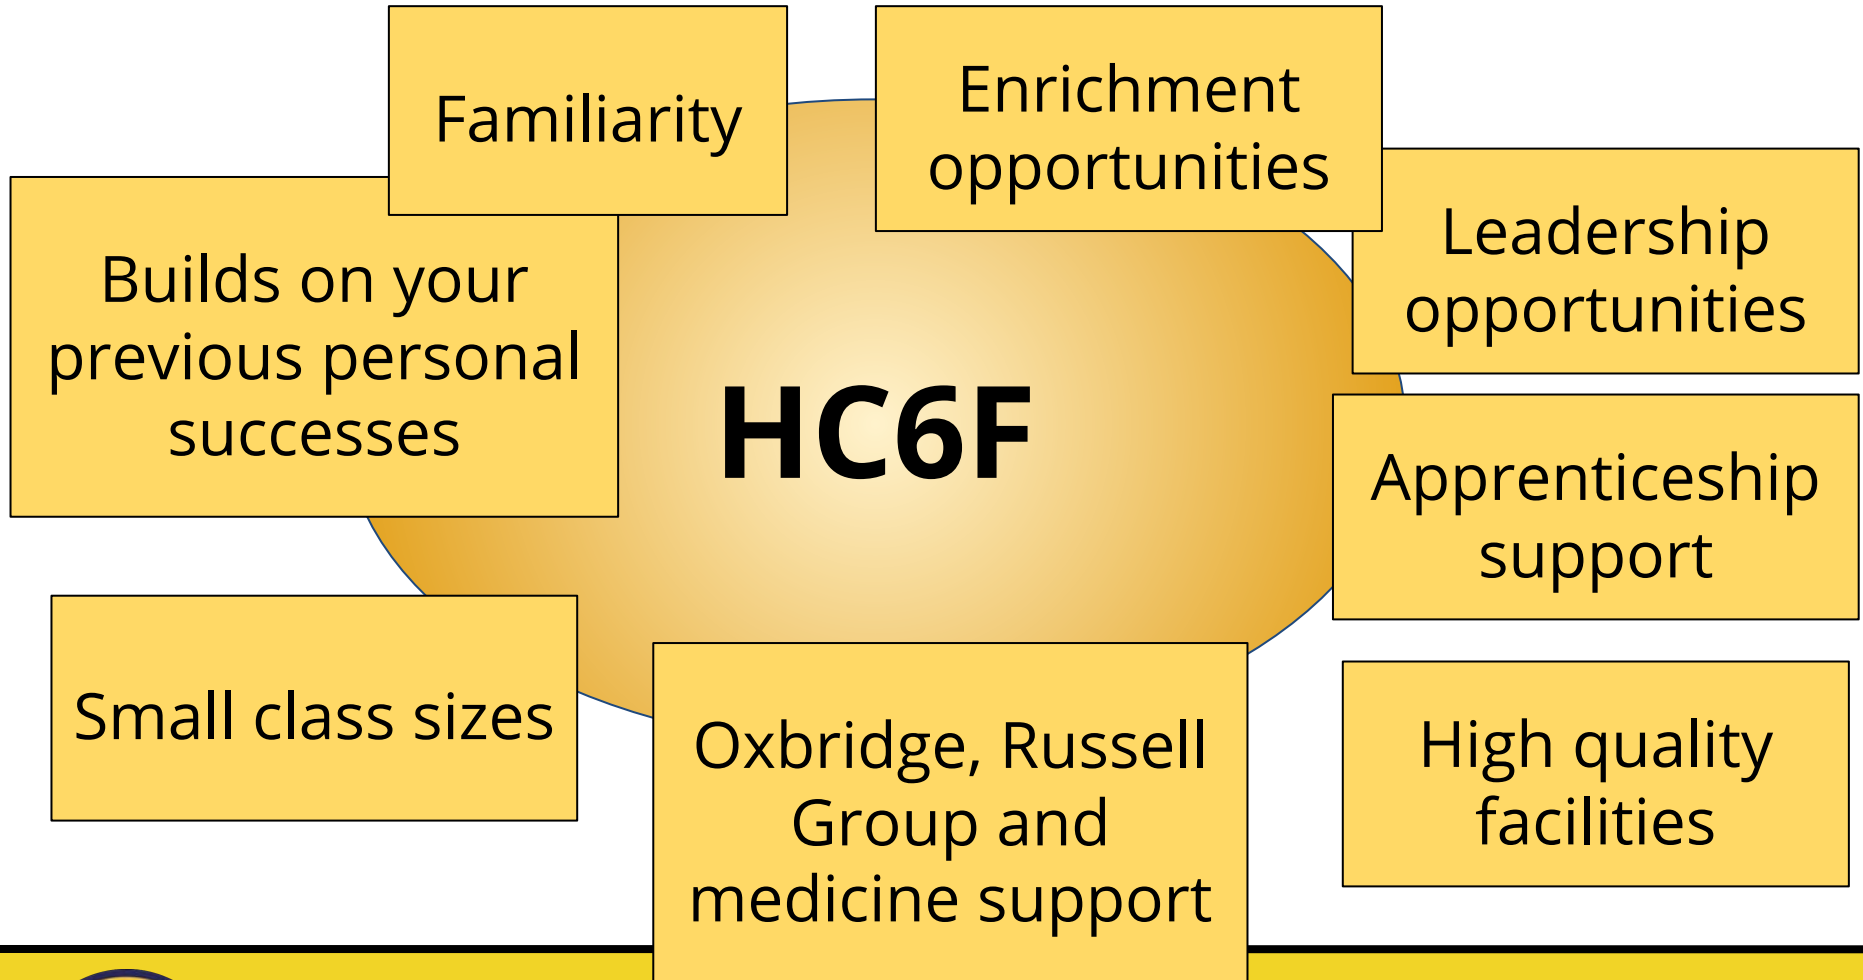 Familiarity
Enrichment
opportunities
Leadership
opportunities
Builds on your
previous personal
successes
HC6F
Apprenticeship
support
Small class sizes
Oxbridge, Russell
Group and
medicine support
High quality
facilities